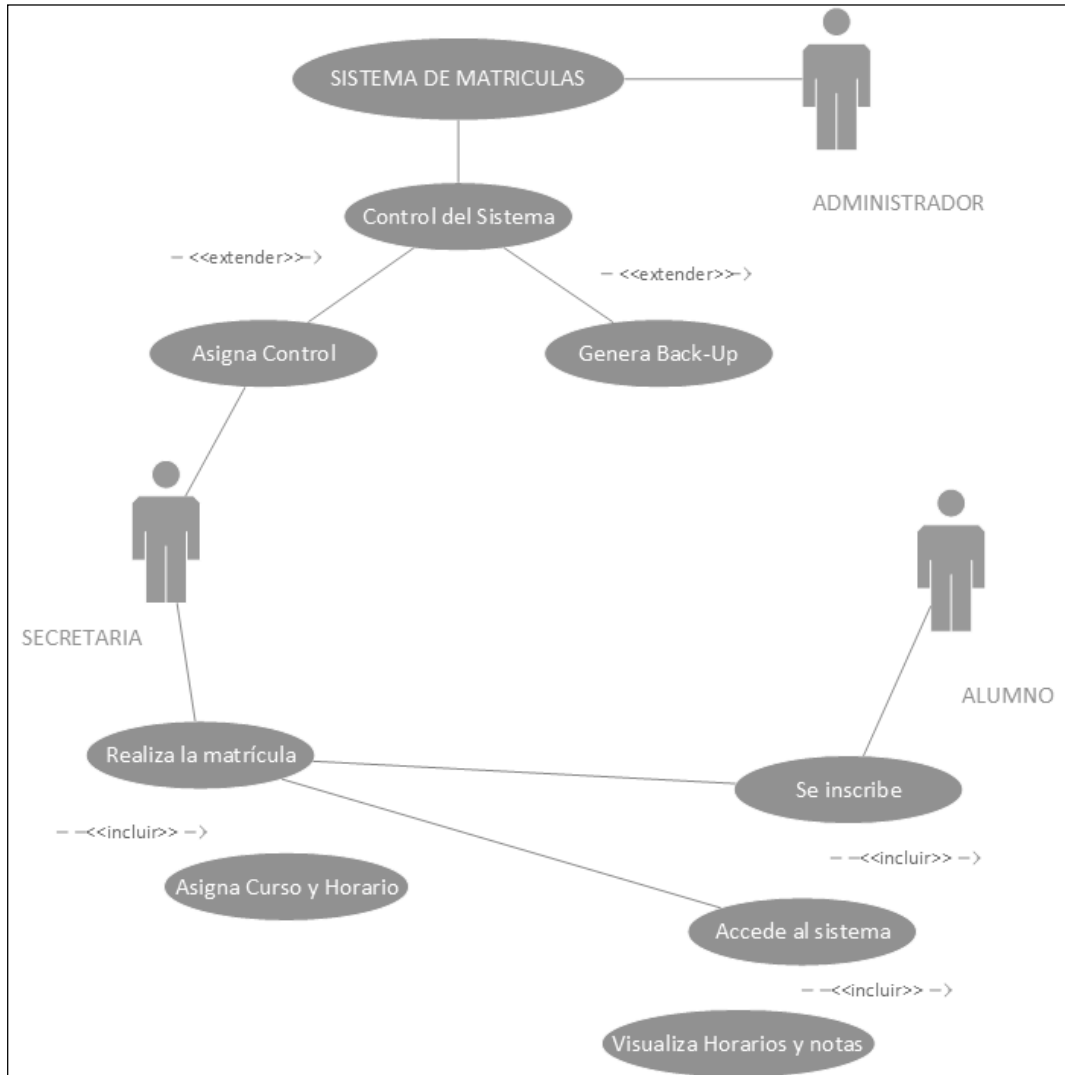 SISTEMA DE MATRICULAS
ADMINISTRADOR
Control del Sistema
<<extender>>
<<extender>>
Asigna Control
Genera Back-Up
SECRETARIA
ALUMNO
Realiza la matrícula
Se inscribe
<<incluir>>
<<incluir>>
Asigna Curso y Horario
Accede al sistema
<<incluir>>
Visualiza Horarios y notas